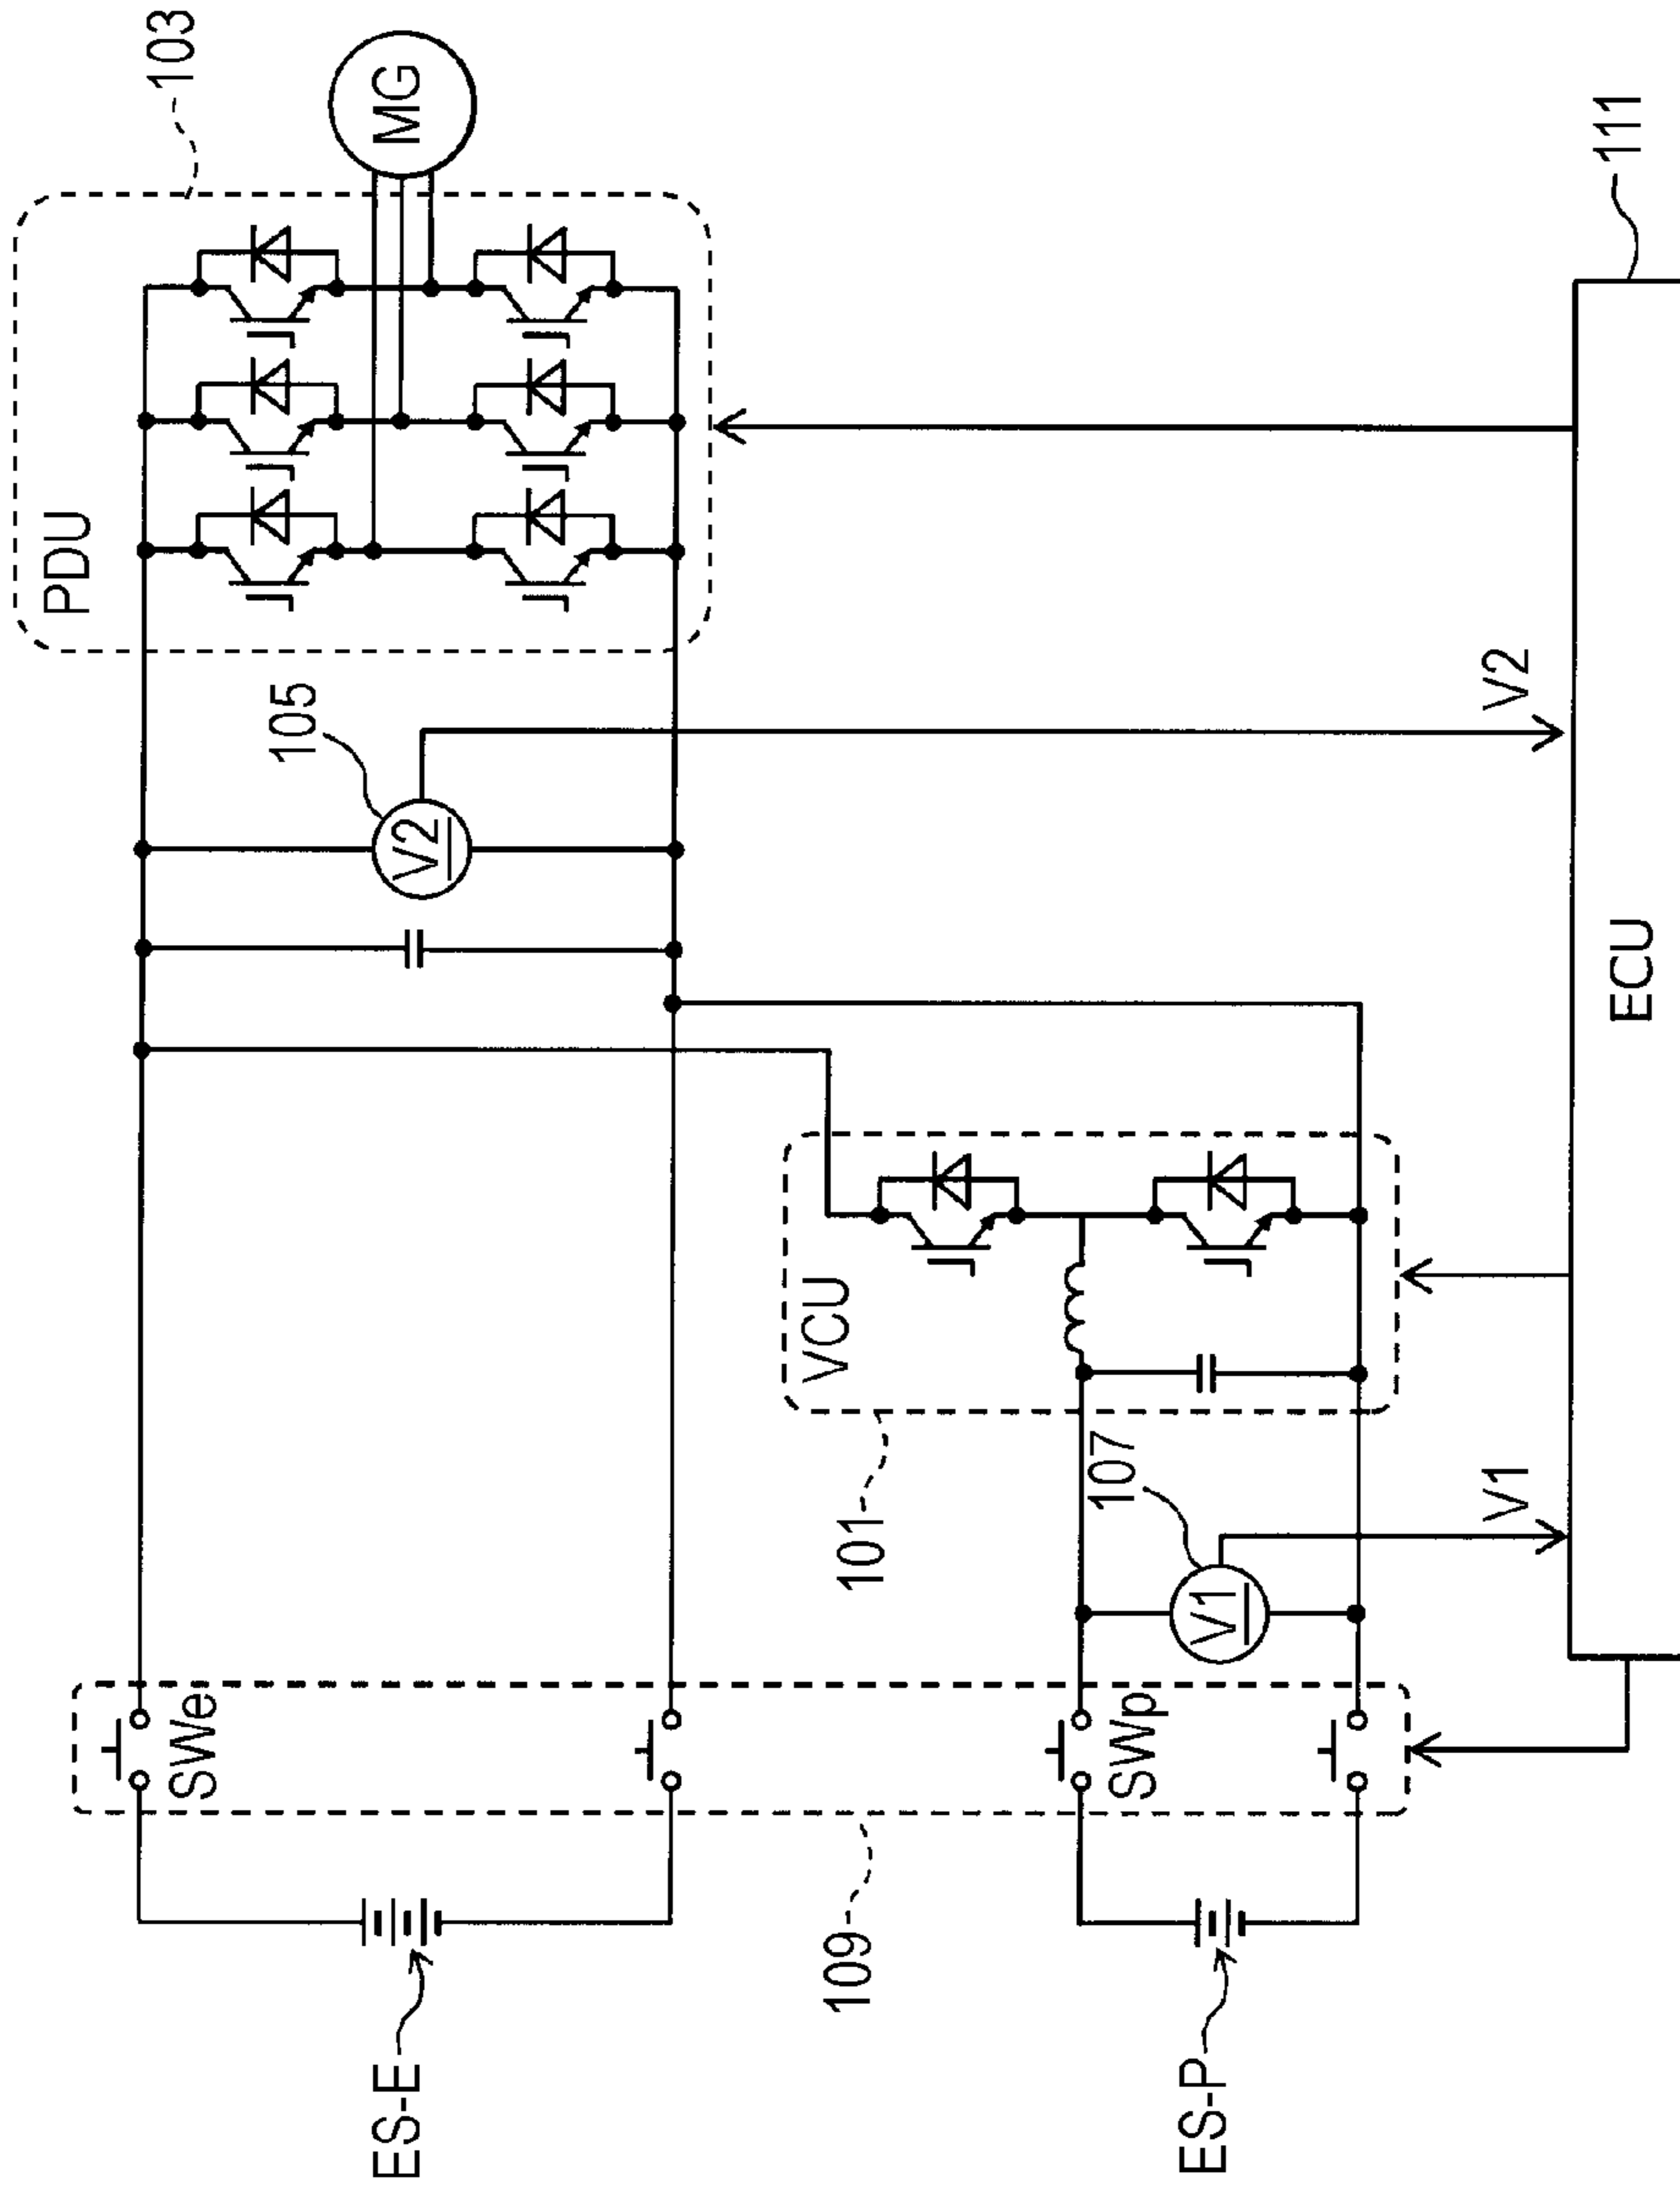 103
MG
PDU
105
V2
V2
VCU
101
107
V1
V1
SWe
SWp
109
ES-E
ES-P
ECU
111